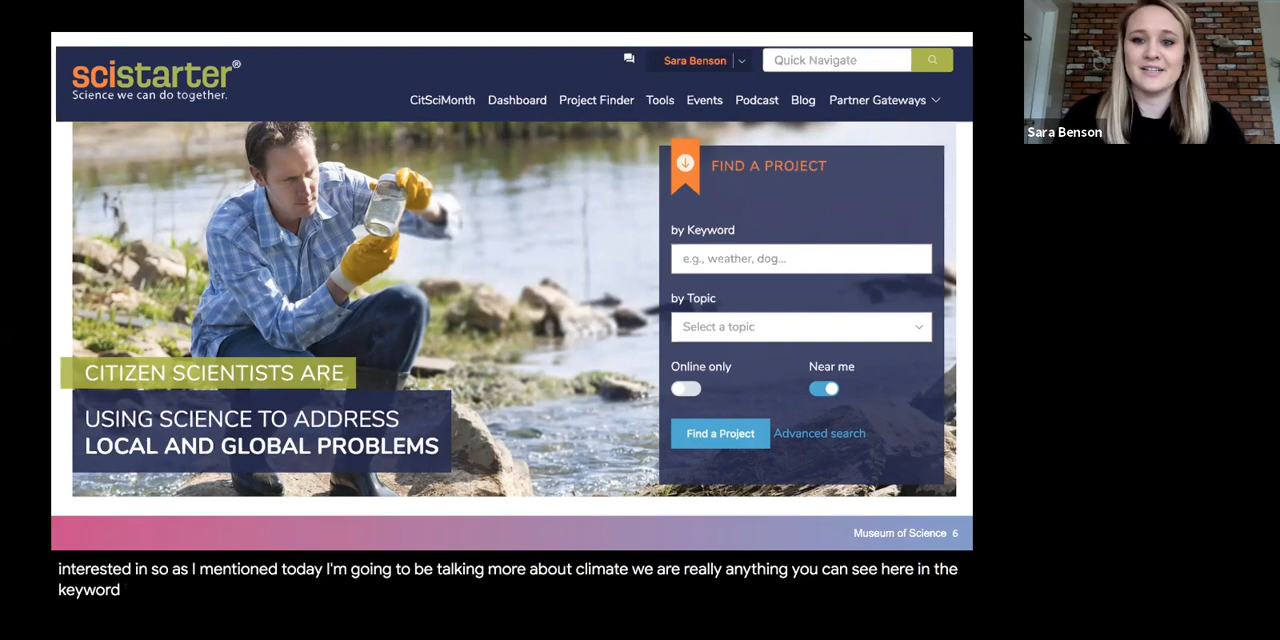 scistarter®
Science we can do together.
Sara Benson
Quick Navigate
CitSciMonth Dashboard Project Finder Tools Events Podcast Blog Partner Gateways
FIND A PROJECT
by Keyword
e.g., weather, dog...
by Topic
Select a topic
Online only Near me
Find a Project Advanced search
CITIZEN SCIENTISTS ARE
USING SCIENCE TO ADDRESS
LOCAL AND GLOBAL PROBLEMS
Museum of Science 6
Sara Benson
interested in so as I mentioned today I'm going to be talking more about climate we are really anything you can see here in the
keyword